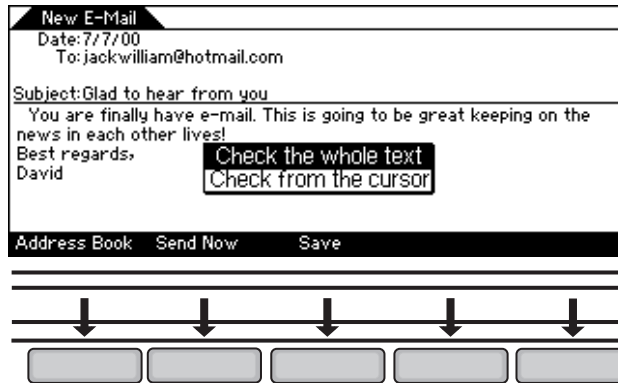 New E-Mail
Date:7/7/00
To:jackwilliam@hotmail.com
Subject:Glad to hear from you
You are finally have e-mail. This is going to be great keeping on the
news in each other lives!
Best regards,
David
Check the whole text
Check from the cursor
Address Book Send Now Save